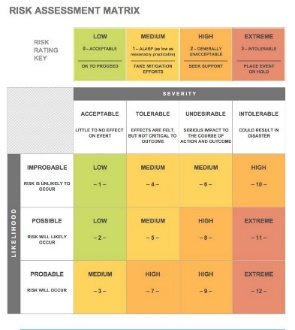 RISK ASSESSMENT MATRIX
RISK RATING KEY
LOW
0 – ACCEPTABLE
OK TO PROCEED
MEDIUM
1 – ALARP (as low as reasonably practicable)
TAKE MITIGATION EFFORTS
HIGH
2 – GENERALLY UNACCEPTABLE
SEEK SUPPORT
EXTREME
3 – INTOLERABLE
PLACE EVENT ON HOLD
SEVERITY
ACCEPTABLE
LITTLE TO NO EFFECT ON EVENT
TOLERABLE
EFFECTS ARE FELT, BUT NOT CRITICAL TO OUTCOME
UNDESIRABLE
SERIOUS IMPACT TO THE COURSE OF ACTION AND OUTCOME
INTOLERABLE
COULD RESULT IN DISASTER
LIKELIHOOD
IMPROBABLE
RISK IS UNLIKELY TO OCCUR
LOW
– 1 –
MEDIUM
– 4 –
MEDIUM
– 6 –
HIGH
– 10 –
POSSIBLE
RISK WILL LIKELY OCCUR
LOW
– 2 –
MEDIUM
– 5 –
HIGH
– 8 –
EXTREME
– 11 –
PROBABLE
RISK WILL OCCUR
MEDIUM
– 3 –
HIGH
– 7 –
HIGH
– 9 –
EXTREME
– 12 –